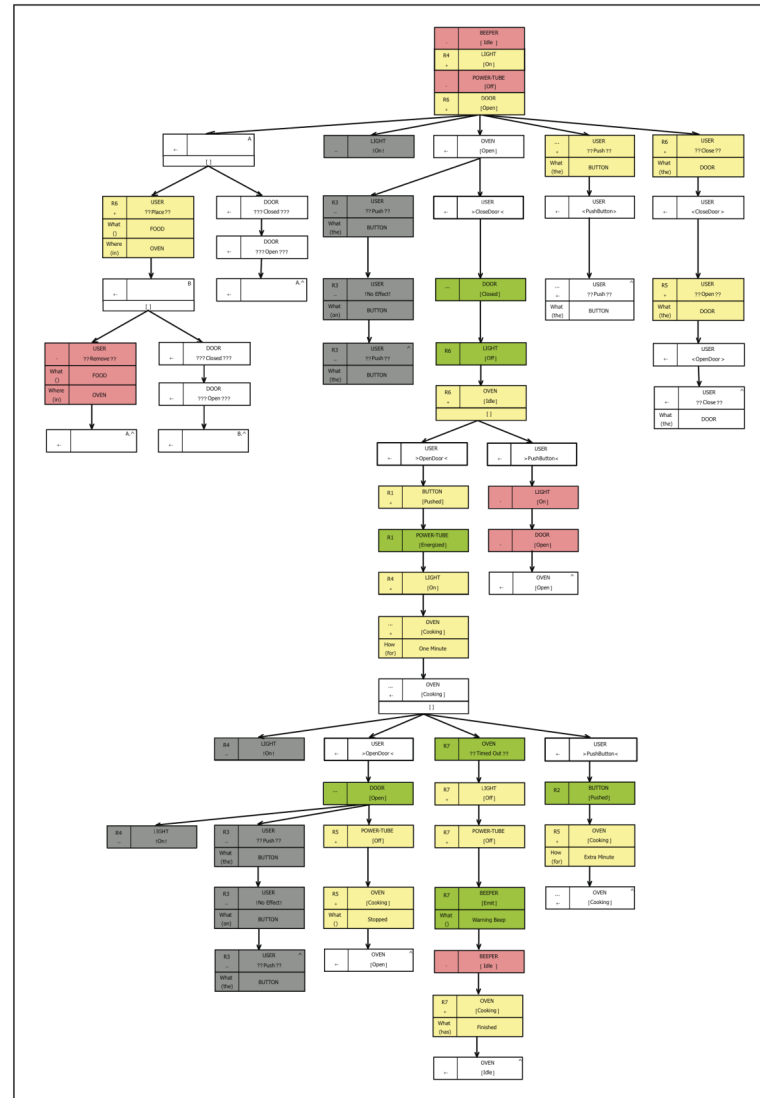 BEEPER
- [ Idle ]
R4 LIGHT
+ [On]
POWER-TUBE
- [Off]
R6 DOOR
+ [Open]
A
←
[ ]
LIGHT
-- !On!
OVEN
← [Open]
... USER
+ ??Push??
What (the) BUTTON
R6 USER
+ ??Close??
What (the) DOOR
R6 USER
+ ??Place??
What () FOOD
Where (in) OVEN
DOOR
← ???Closed???
DOOR
← ???Open???
A.^
←
R3 USER
-- ??Push??
What (the) BUTTON
USER
← >CloseDoor<
USER
← <PushButton>
USER
← <CloseDoor>
B
←
[ ]
R3 USER
-- !No Effect!
What (on) BUTTON
... DOOR
[Closed]
USER ^
... ← ??Push??
What (the) BUTTON
R5 USER
+ ??Open??
What (the) DOOR
USER
- ??Remove??
What () FOOD
Where (in) OVEN
DOOR
← ???Closed???
DOOR
← ???Open???
R3 USER ^
-- ??Push??
What (the) BUTTON
R6 LIGHT
[Off]
USER
← <OpenDoor>
R6 OVEN
+ [Idle]
[ ]
USER ^
← ??Close??
What (the) DOOR
A.^
←
B.^
←
USER
← >OpenDoor<
USER
← >PushButton<
R1 BUTTON
+ [Pushed]
LIGHT
- [On]
R1 POWER-TUBE
[Energized]
DOOR
- [Open]
R4 LIGHT
+ [On]
OVEN ^
← [Open]
... OVEN
+ [Cooking]
How (for) One Minute
... OVEN
← [Cooking]
[ ]
R4 LIGHT
-- !On!
USER
← >OpenDoor<
R7 OVEN
??Timed Out??
USER
← >PushButton<
... DOOR
[Open]
R7 LIGHT
+ [Off]
R2 BUTTON
[Pushed]
R4 LIGHT
-- !On!
R3 USER
-- ??Push??
What (the) BUTTON
R5 POWER-TUBE
+ [Off]
R7 POWER-TUBE
+ [Off]
R5 OVEN
+ [Cooking]
How (for) Extra Minute
R3 USER
-- !No Effect!
What (on) BUTTON
R5 OVEN
+ [Cooking]
What () Stopped
R7 BEEPER
[Emit]
What () Warning Beep
... OVEN ^
← [Cooking]
R3 USER ^
-- ??Push??
What (the) BUTTON
OVEN ^
← [Open]
BEEPER
- [ Idle ]
R7 OVEN
+ [Cooking]
What (has) Finished
OVEN ^
← [Idle]